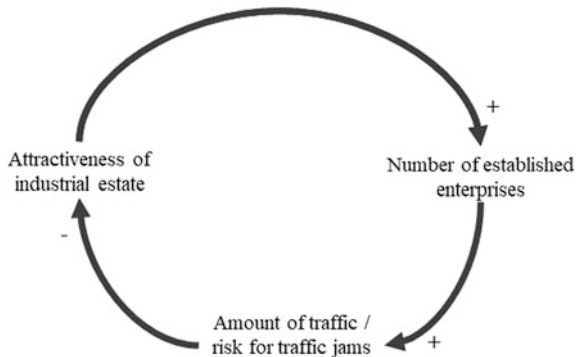 +
Attractiveness of
industrial estate
Number of established
enterprises
-
Amount of traffic /
risk for traffic jams
+